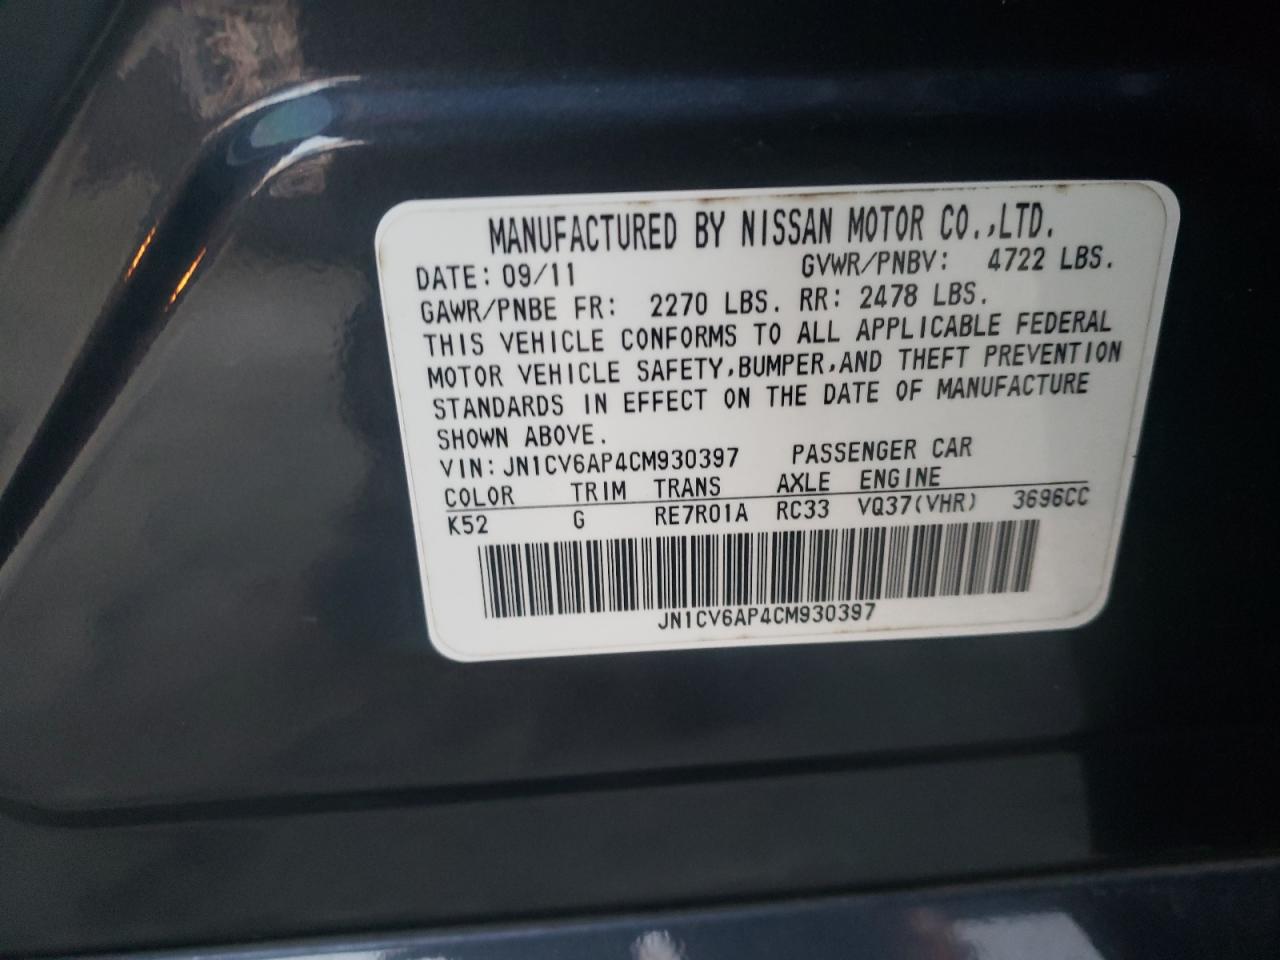 MANUFACTURED BY NISSAN MOTOR CO.,LTD.
DATE: 09/11 GVWR/PNBV: 4722 LBS.
GAWR/PNBE FR: 2270 LBS. RR: 2478 LBS.
THIS VEHICLE CONFORMS TO ALL APPLICABLE FEDERAL
MOTOR VEHICLE SAFETY,BUMPER,AND THEFT PREVENTION
STANDARDS IN EFFECT ON THE DATE OF MANUFACTURE
SHOWN ABOVE.
VIN: JN1CV6AP4CM930397 PASSENGER CAR
COLOR TRIM TRANS AXLE ENGINE
K52 G RE7R01A RC33 VQ37(VHR) 3696CC
JN1CV6AP4CM930397